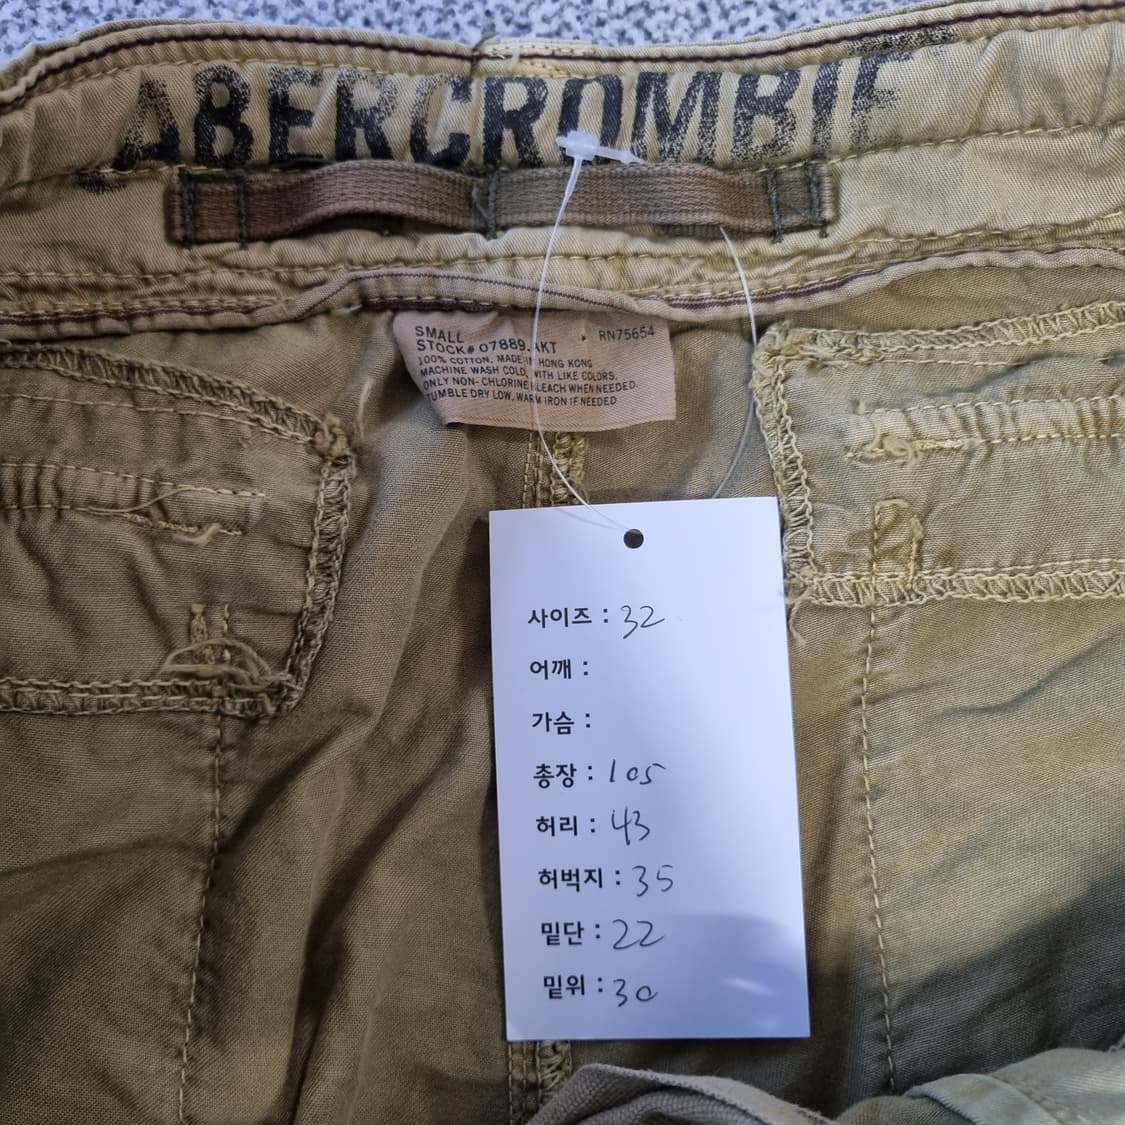 ABERCROMBIE
SMALL RN75654
STOCK# 07889.AKT
100% COTTON. MADE IN HONG KONG
MACHINE WASH COLD, WITH LIKE COLORS.
ONLY NON-CHLORINE BLEACH WHEN NEEDED.
TUMBLE DRY LOW. WARM IRON IF NEEDED
사이즈 : 32
어깨 :
가슴 :
총장 : 105
허리 : 43
허벅지 : 35
밑단 : 22
밑위 : 30